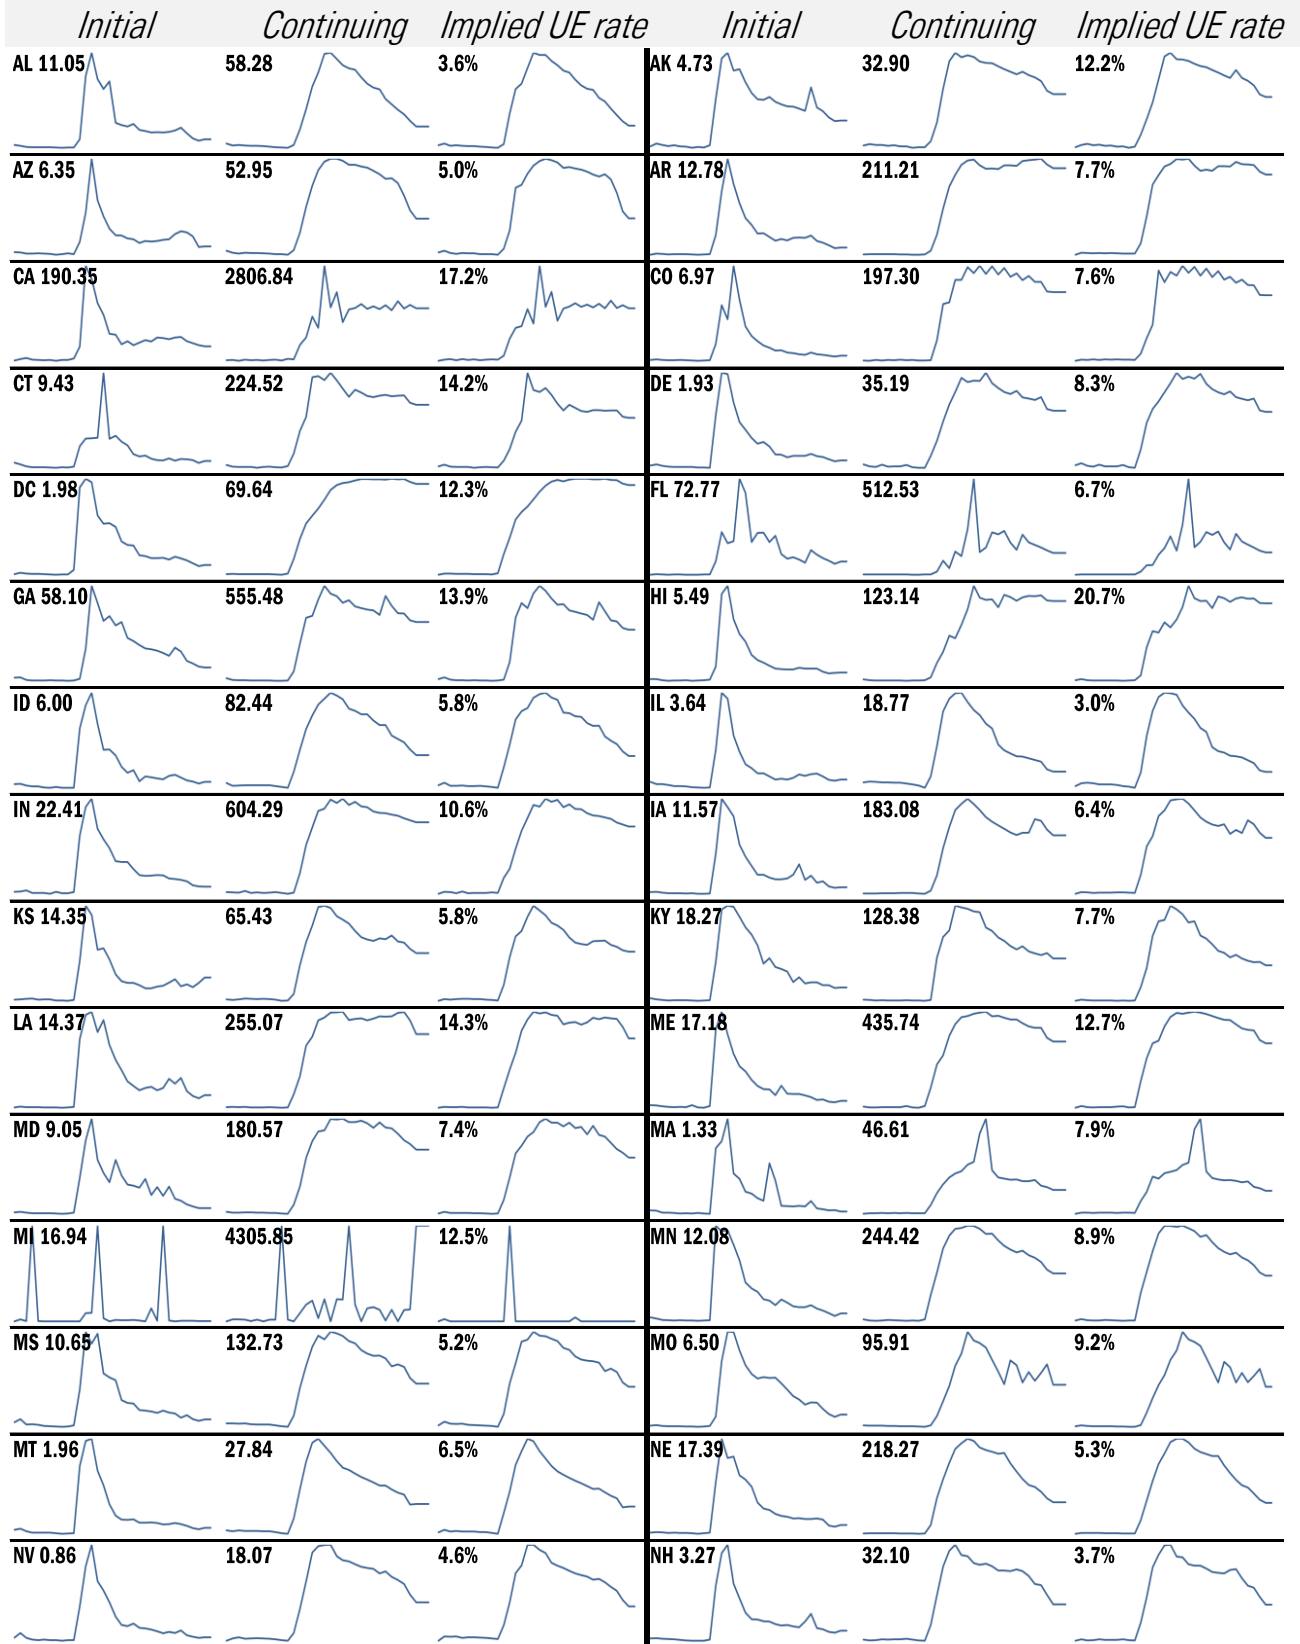 Initial Continuing Implied UE rate Initial Continuing Implied UE rate
AL 11.05 58.28 3.6% AK 4.73 32.90 12.2%
AZ 6.35 52.95 5.0% AR 12.78 211.21 7.7%
CA 190.35 2806.84 17.2% CO 6.97 197.30 7.6%
CT 9.43 224.52 14.2% DE 1.93 35.19 8.3%
DC 1.98 69.64 12.3% FL 72.77 512.53 6.7%
GA 58.10 555.48 13.9% HI 5.49 123.14 20.7%
ID 6.00 82.44 5.8% IL 3.64 18.77 3.0%
IN 22.41 604.29 10.6% IA 11.57 183.08 6.4%
KS 14.35 65.43 5.8% KY 18.27 128.38 7.7%
LA 14.37 255.07 14.3% ME 17.18 435.74 12.7%
MD 9.05 180.57 7.4% MA 1.33 46.61 7.9%
MI 16.94 4305.85 12.5% MN 12.08 244.42 8.9%
MS 10.65 132.73 5.2% MO 6.50 95.91 9.2%
MT 1.96 27.84 6.5% NE 17.39 218.27 5.3%
NV 0.86 18.07 4.6% NH 3.27 32.10 3.7%